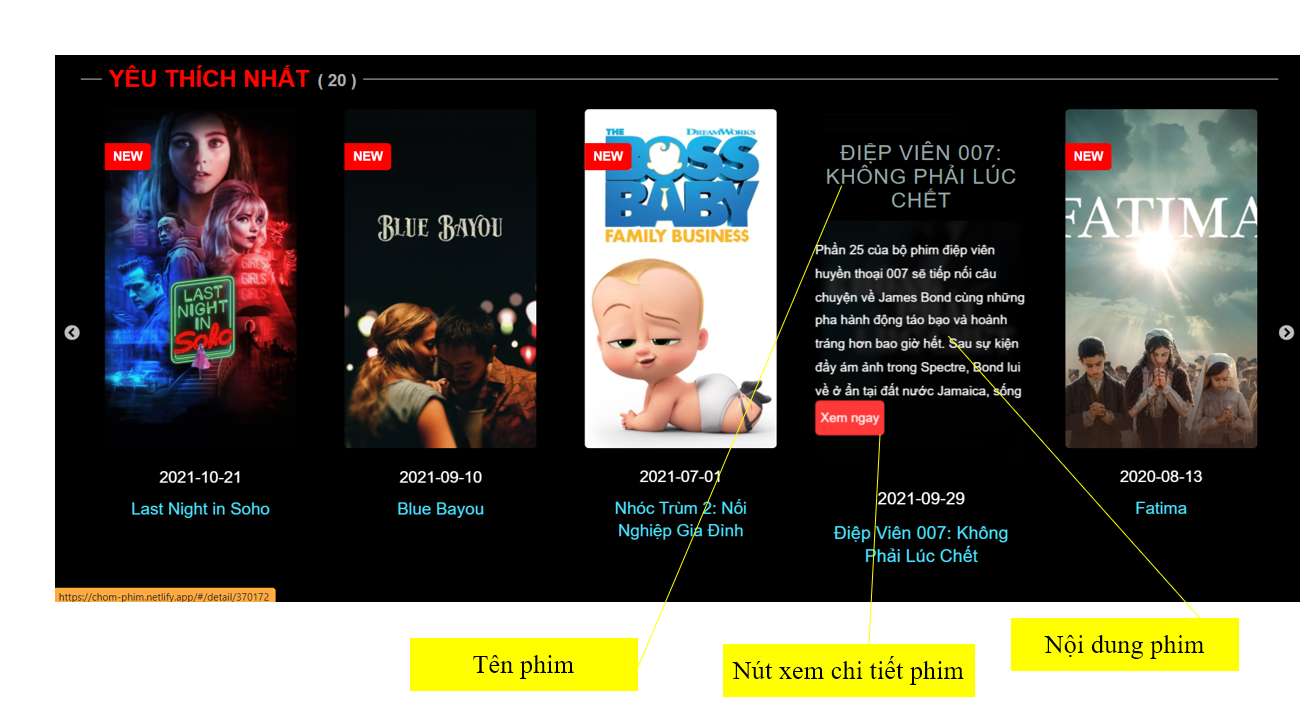 YÊU THÍCH NHẤT ( 20 )
NEW
LAST
NIGHT
IN
SOHO
GIRLS
GIRLS
GIRLS
2021-10-21
Last Night in Soho
NEW
BLUE BAYOU
2021-09-10
Blue Bayou
NEW
THE
DREAMWORKS
BOSS
BABY
FAMILY BUSINESS
2021-07-01
Nhóc Trùm 2: Nối
Nghiệp Gia Đình
ĐIỆP VIÊN 007:
KHÔNG PHẢI LÚC
CHẾT
Phần 25 của bộ phim điệp viên
huyền thoại 007 sẽ tiếp nối câu
chuyện về James Bond cùng những
pha hành động táo bạo và hoành
tráng hơn bao giờ hết. Sau sự kiện
đầy ám ảnh trong Spectre, Bond lui
về ở ẩn tại đất nước Jamaica, sống
Xem ngay
2021-09-29
Điệp Viên 007: Không
Phải Lúc Chết
NEW
FATIMA
2020-08-13
Fatima
https://chom-phim.netlify.app/#/detail/370172
Tên phim
Nút xem chi tiết phim
Nội dung phim